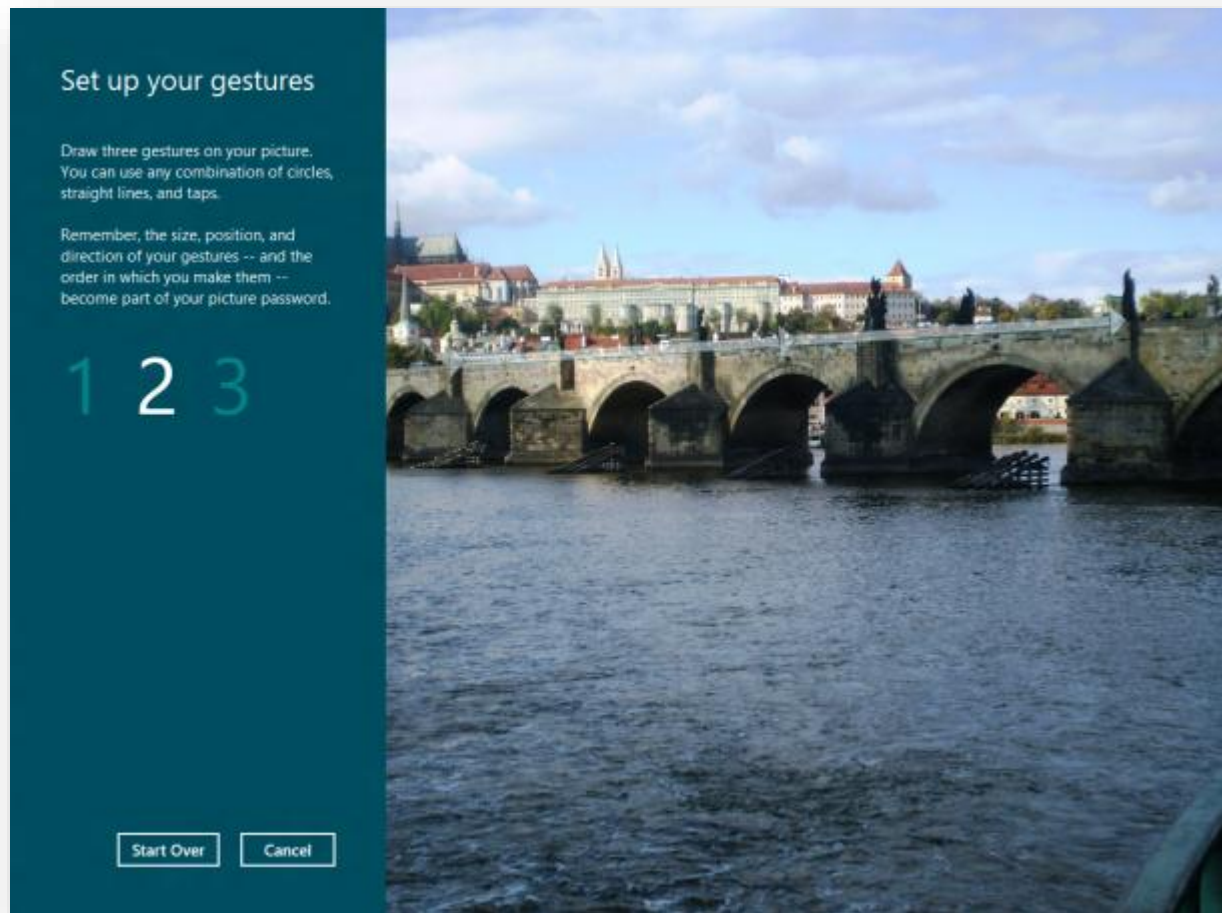 Set up your gestures
Draw three gestures on your picture.
You can use any combination of circles,
straight lines, and taps.
Remember, the size, position, and
direction of your gestures -- and the
order in which you make them --
become part of your picture password.
1 2 3
Start Over Cancel